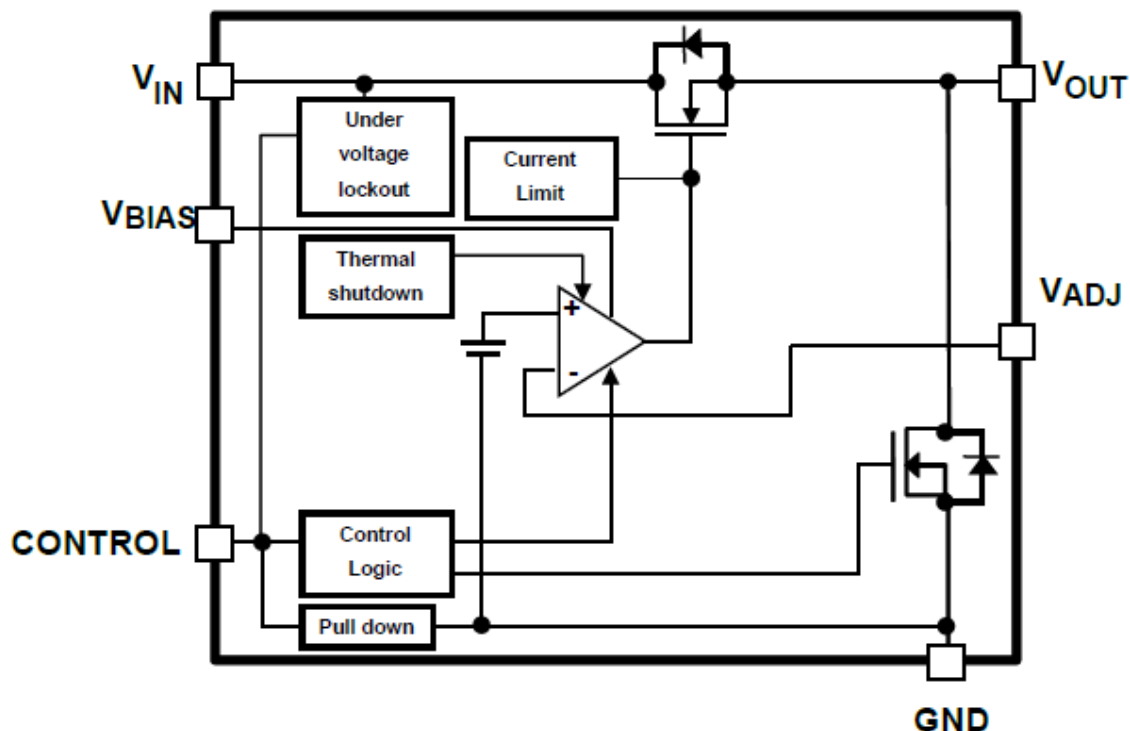 VIN
VOUT
Under
voltage
lockout
Current
Limit
VBIAS
Thermal
shutdown
VADJ
+
-
CONTROL
Control
Logic
Pull down
GND